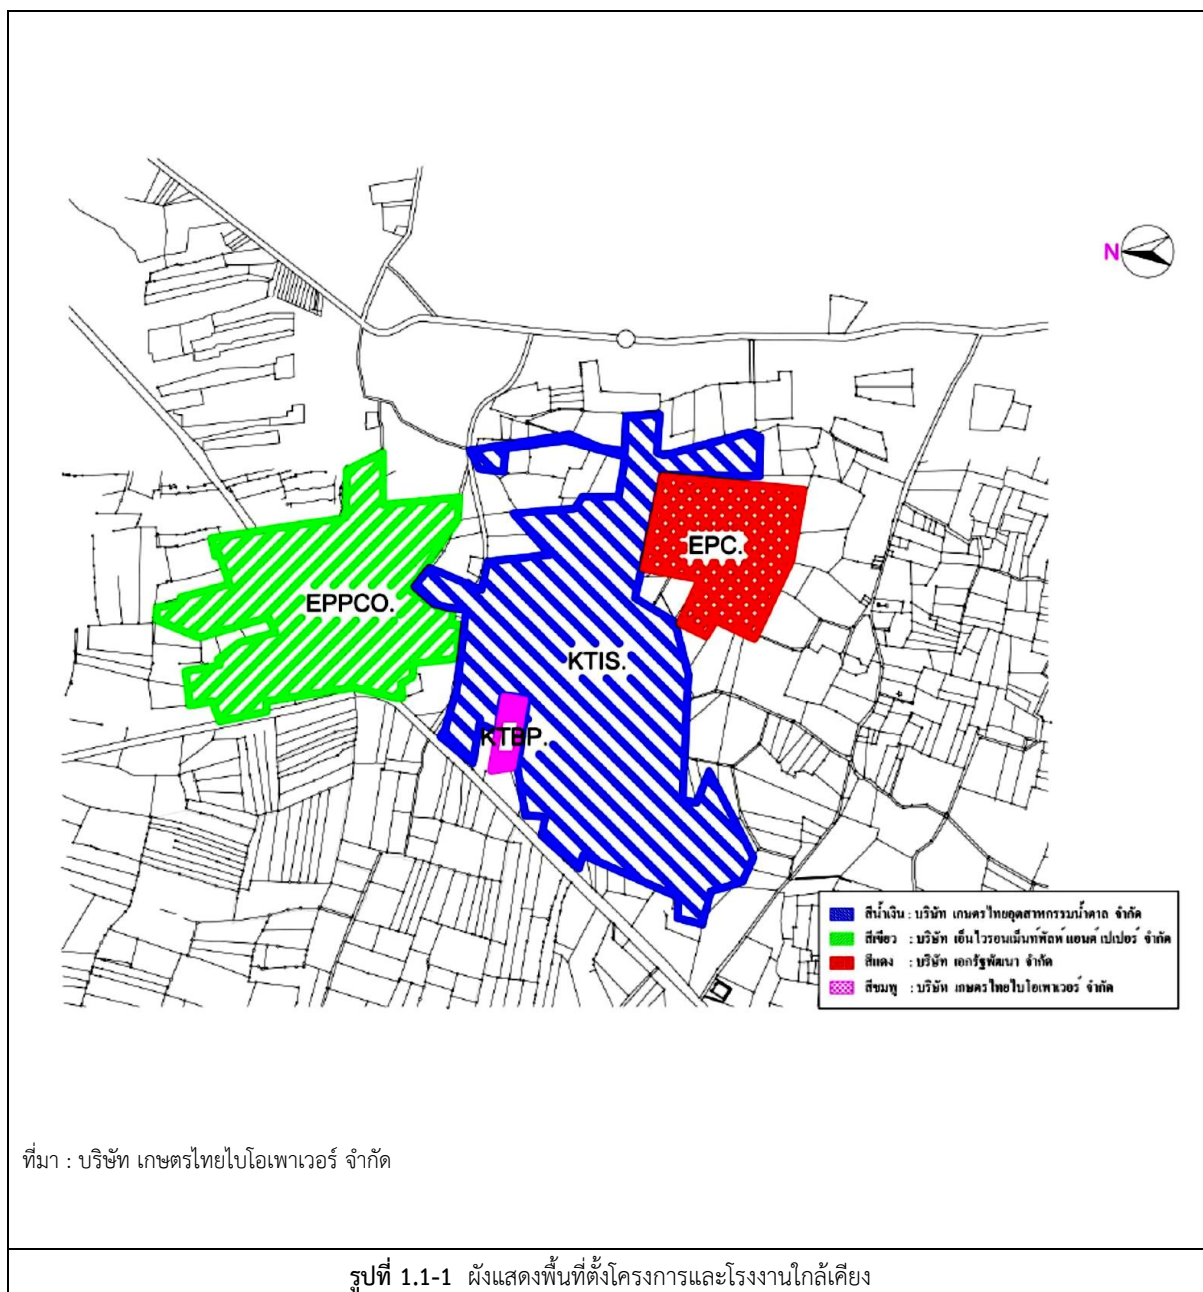 N
EPC.
EPPCO.
KTIS.
KTBP.
สีน้ำเงิน : บริษัท เกษตรไทยอุตสาหกรรมน้ำตาล จำกัด
สีเขียว : บริษัท เอ็นไวรอนเม็นท์พัลพ์ แอนด์ เปเปอร์ จำกัด
สีแดง : บริษัท เอกรัฐพัฒนา จำกัด
สีชมพู : บริษัท เกษตรไทยไบโอเพาเวอร์ จำกัด
ที่มา : บริษัท เกษตรไทยไบโอเพาเวอร์ จำกัด
รูปที่ 1.1-1 ผังแสดงพื้นที่ตั้งโครงการและโรงงานใกล้เคียง